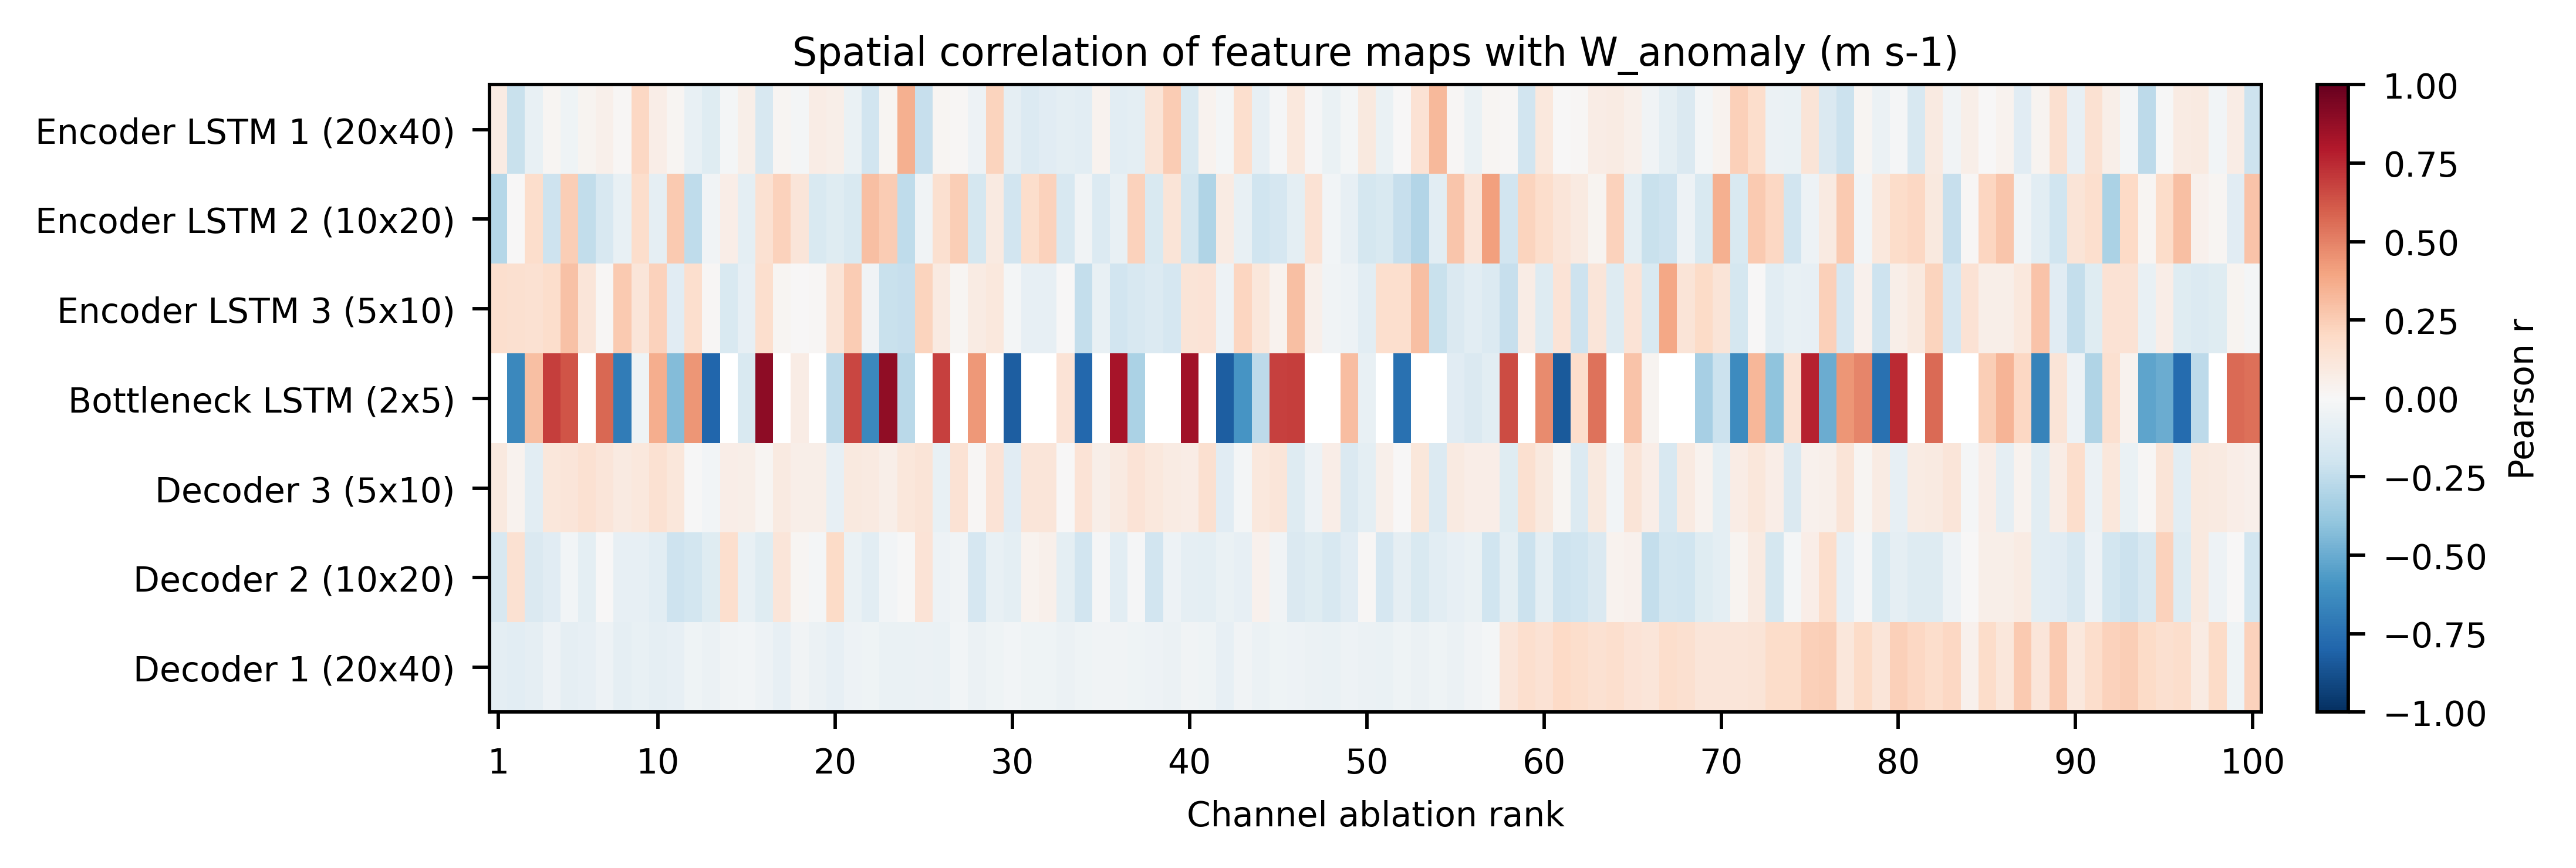 Spatial correlation of feature maps with W_anomaly (m s-1)
Encoder LSTM 1 (20x40)
Encoder LSTM 2 (10x20)
Encoder LSTM 3 (5x10)
Bottleneck LSTM (2x5)
Decoder 3 (5x10)
Decoder 2 (10x20)
Decoder 1 (20x40)
1 10 20 30 40 50 60 70 80 90 100
Channel ablation rank
1.00
0.75
0.50
0.25
0.00
−0.25
−0.50
−0.75
−1.00
Pearson r